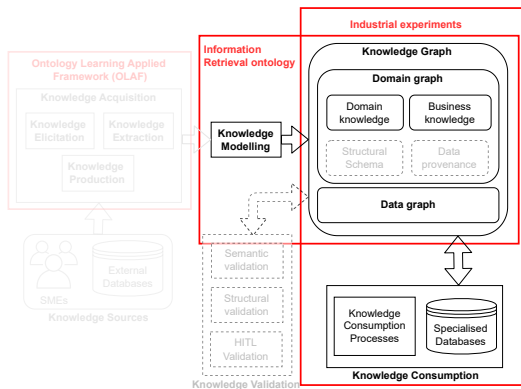 Industrial experiments
Information
Retrieval ontology
Knowledge Graph
Ontology Learning Applied
Framework (OLAF)
Domain graph
Knowledge Acquisition
Knowledge
Elicitation
Knowledge
Extraction
Knowledge
Production
Knowledge
Modelling
Domain
knowledge
Business
knowledge
Structural
Schema
Data
provenance
Data graph
Semantic
validation
Structural
validation
HITL
Validation
Knowledge Validation
SMEs
External
Databases
Knowledge Sources
Knowledge
Consumption
Processes
Specialised
Databases
Knowledge Consumption